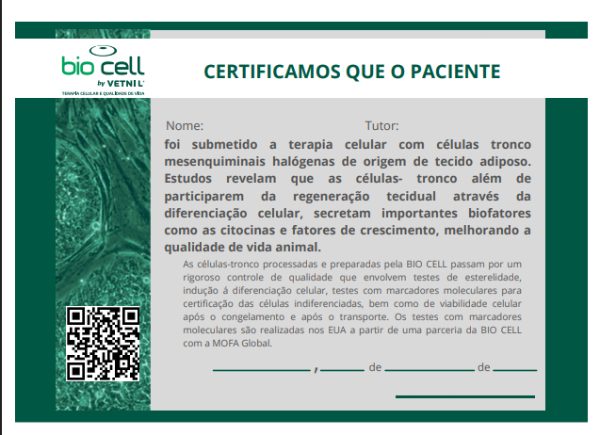 bio cell
by VETNIL
TERAPIA CELULAR E QUALIDADE DE VIDA
CERTIFICAMOS QUE O PACIENTE
Nome: Tutor:
foi submetido a terapia celular com células tronco
mesenquiminais halógenas de origem de tecido adiposo.
Estudos revelam que as células- tronco além de
participarem da regeneração tecidual através da
diferenciação celular, secretam importantes biofatores
como as citocinas e fatores de crescimento, melhorando a
qualidade de vida animal.
As células-tronco processadas e preparadas pela BIO CELL passam por um
rigoroso controle de qualidade que envolvem testes de esterelidade,
indução á diferenciação celular, testes com marcadores moleculares para
certificação das células indiferenciadas, bem como de viabilidade celular
após o congelamento e após o transporte. Os testes com marcadores
moleculares são realizadas nos EUA a partir de uma parceria da BIO CELL
com a MOFA Global.
, de de